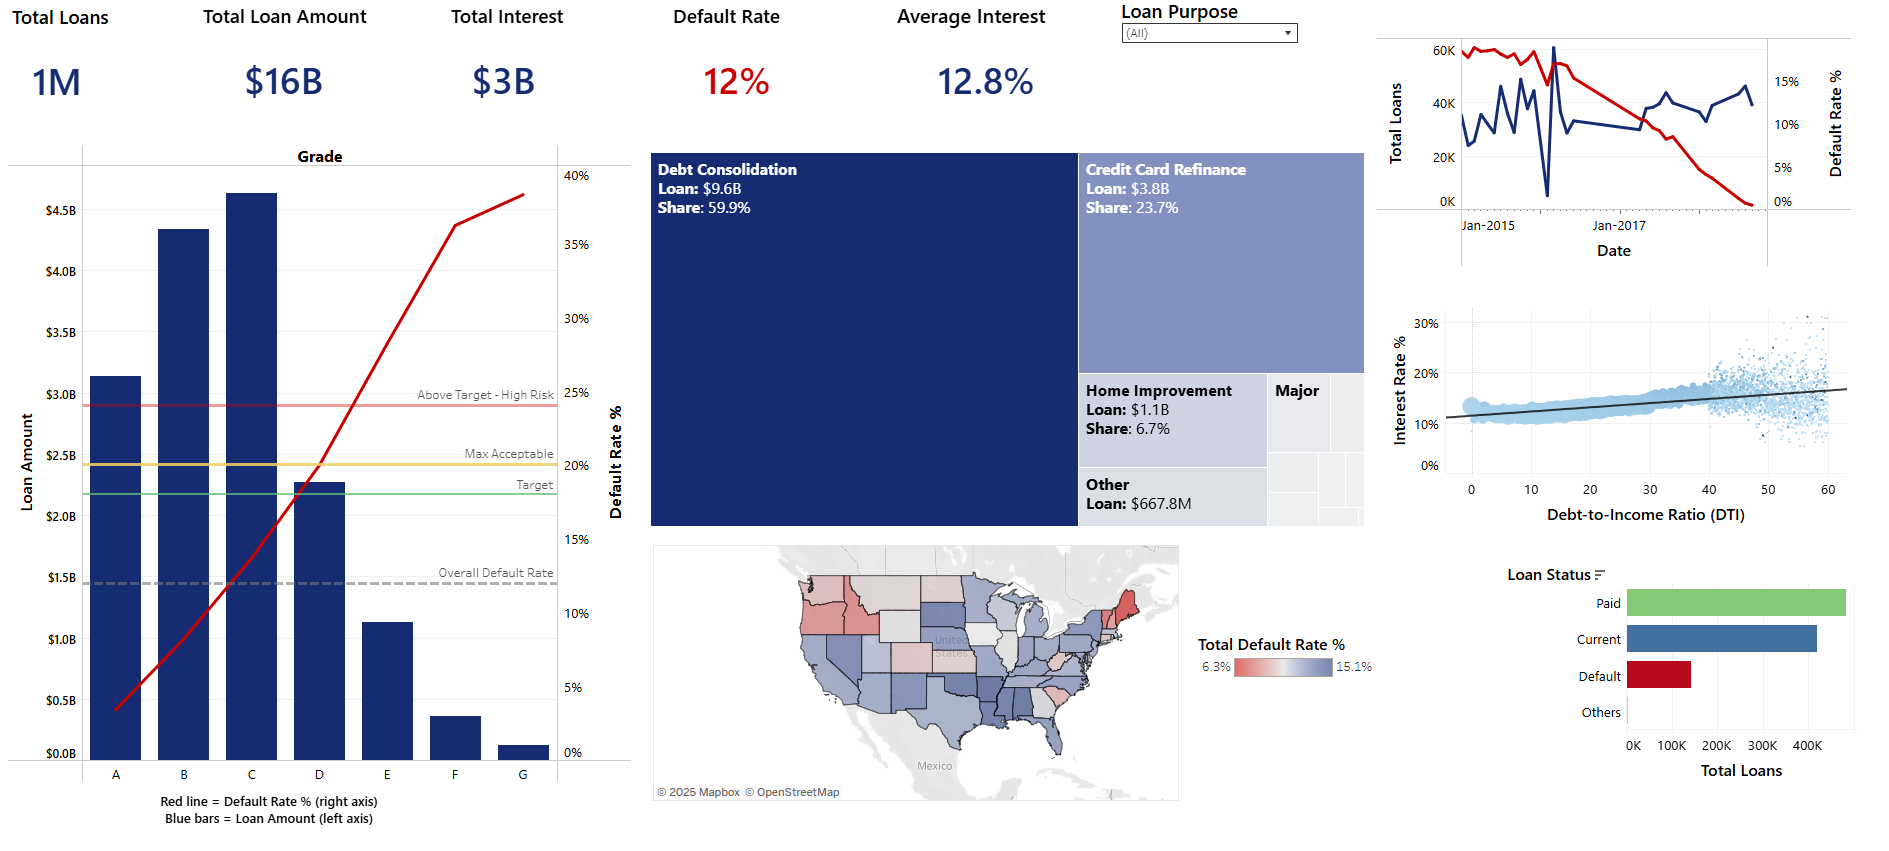 Total Loans
Total Loan Amount
Total Interest
Default Rate
Average Interest
Loan Purpose
(All)
1M
$16B
$3B
12%
12.8%
Grade
Loan Amount
$4.5B
$4.0B
$3.5B
$3.0B
$2.5B
$2.0B
$1.5B
$1.0B
$0.5B
$0.0B
Above Target - High Risk
Max Acceptable
Target
Overall Default Rate
40%
35%
30%
25%
20%
15%
10%
5%
0%
Default Rate %
A B C D E F G
Red line = Default Rate % (right axis)
Blue bars = Loan Amount (left axis)
Debt Consolidation
Loan: $9.6B
Share: 59.9%
Credit Card Refinance
Loan: $3.8B
Share: 23.7%
Home Improvement
Loan: $1.1B
Share: 6.7%
Major
Other
Loan: $667.8M
United
States
Mexico
© 2025 Mapbox © OpenStreetMap
Total Default Rate %
6.3% 15.1%
Total Loans
60K
40K
20K
0K
15%
10%
5%
0%
Default Rate %
Jan-2015 Jan-2017
Date
Interest Rate %
30%
20%
10%
0%
0 10 20 30 40 50 60
Debt-to-Income Ratio (DTI)
Loan Status
Paid
Current
Default
Others
0K 100K 200K 300K 400K
Total Loans